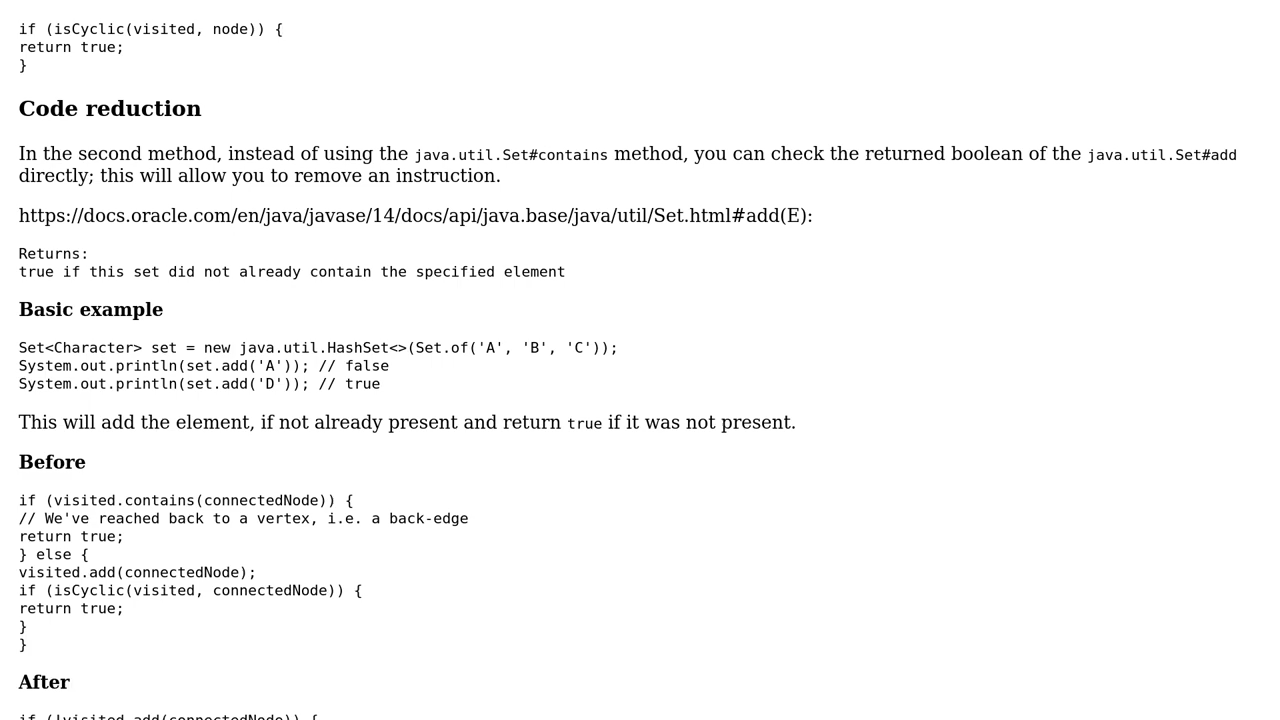 if (isCyclic(visited, node)) {
return true;
}
Code reduction
In the second method, instead of using the java.util.Set#contains method, you can check the returned boolean of the java.util.Set#add
directly; this will allow you to remove an instruction.
https://docs.oracle.com/en/java/javase/14/docs/api/java.base/java/util/Set.html#add(E):
Returns:
true if this set did not already contain the specified element
Basic example
Set<Character> set = new java.util.HashSet<>(Set.of('A', 'B', 'C'));
System.out.println(set.add('A')); // false
System.out.println(set.add('D')); // true
This will add the element, if not already present and return true if it was not present.
Before
if (visited.contains(connectedNode)) {
// We've reached back to a vertex, i.e. a back-edge
return true;
} else {
visited.add(connectedNode);
if (isCyclic(visited, connectedNode)) {
return true;
}
}
After
if (!visited.add(connectedNode)) {